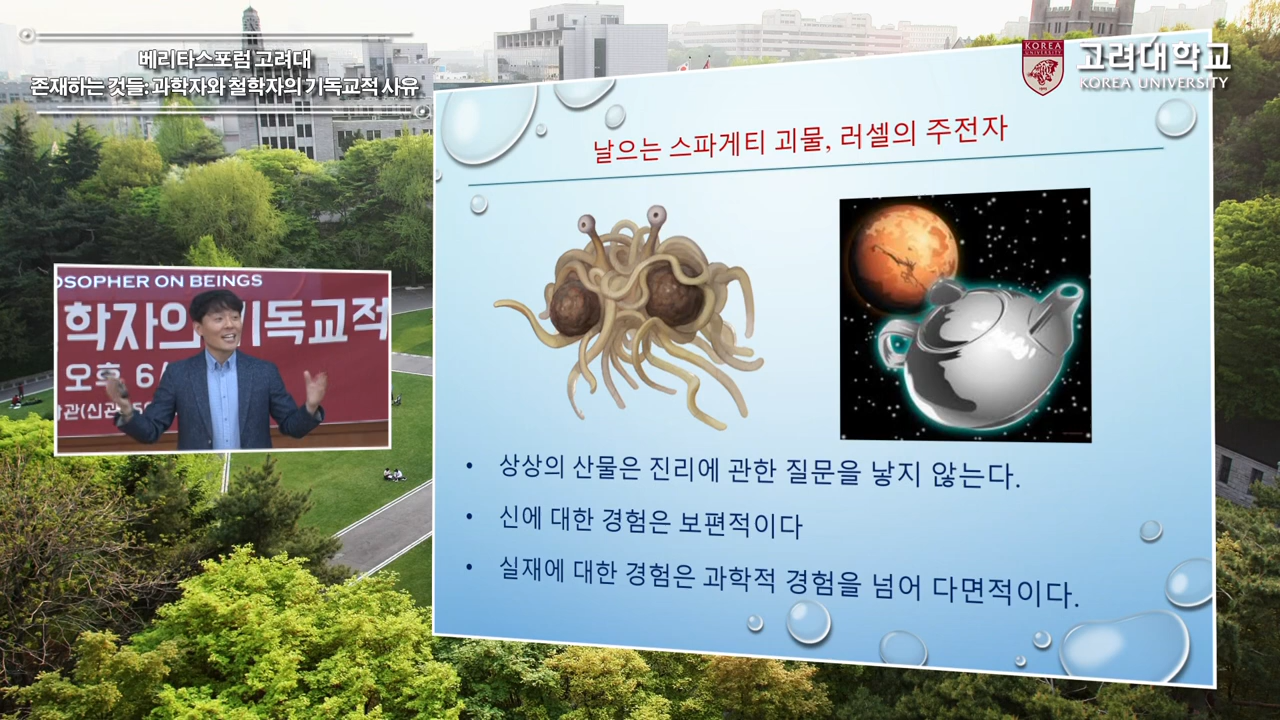 베리타스포럼 고려대
존재하는 것들: 과학자와 철학자의 기독교적 사유
KOREA
고려대학교
KOREA UNIVERSITY
날으는 스파게티 괴물, 러셀의 주전자
OSOPHER ON BEINGS
학자의 기독교적
오후 6
관(신관
• 상상의 산물은 진리에 관한 질문을 낳지 않는다.
• 신에 대한 경험은 보편적이다
• 실재에 대한 경험은 과학적 경험을 넘어 다면적이다.